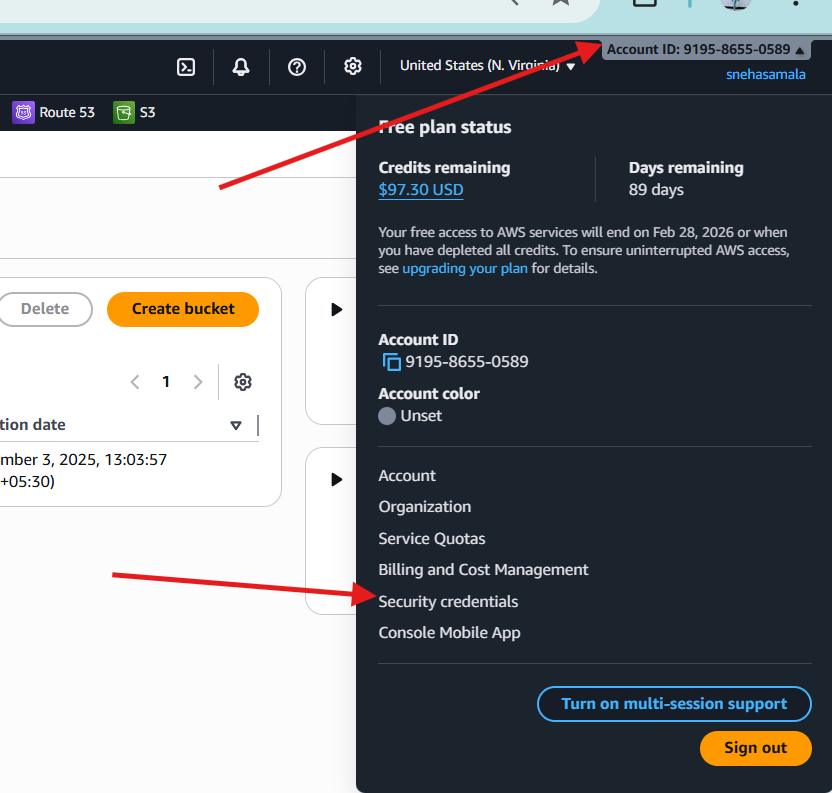 Account ID: 9195-8655-0589
United States (N. Virginia)
snehasamala
Route 53
S3
Free plan status
Credits remaining
Days remaining
$97.30 USD
89 days
Your free access to AWS services will end on Feb 28, 2026 or when
you have depleted all credits. To ensure uninterrupted AWS access,
see upgrading your plan for details.
Delete
Create bucket
Account ID
9195-8655-0589
1
Account color
Unset
tion date
mber 3, 2025, 13:03:57
+05:30)
Account
Organization
Service Quotas
Billing and Cost Management
Security credentials
Console Mobile App
Turn on multi-session support
Sign out